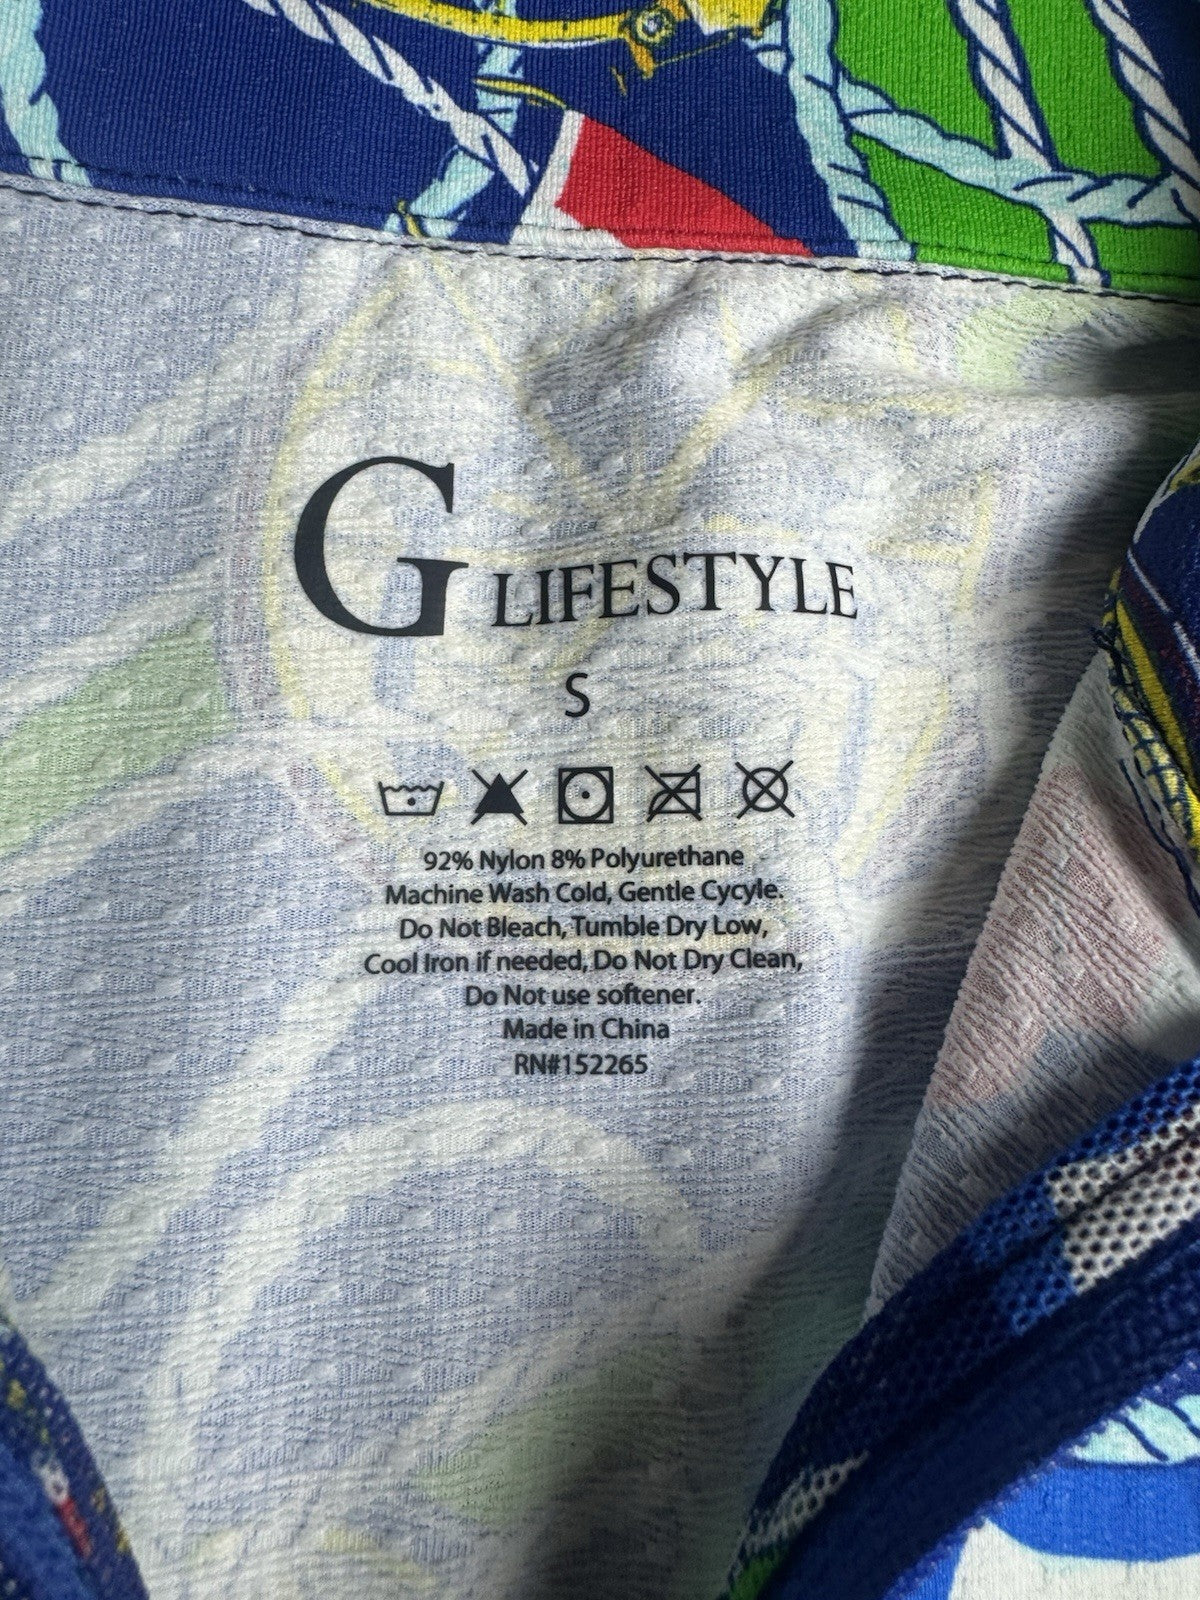 G LIFESTYLE
S
92% Nylon 8% Polyurethane
Machine Wash Cold, Gentle Cycyle.
Do Not Bleach, Tumble Dry Low,
Cool Iron if needed, Do Not Dry Clean,
Do Not use softener.
Made in China
RN#152265